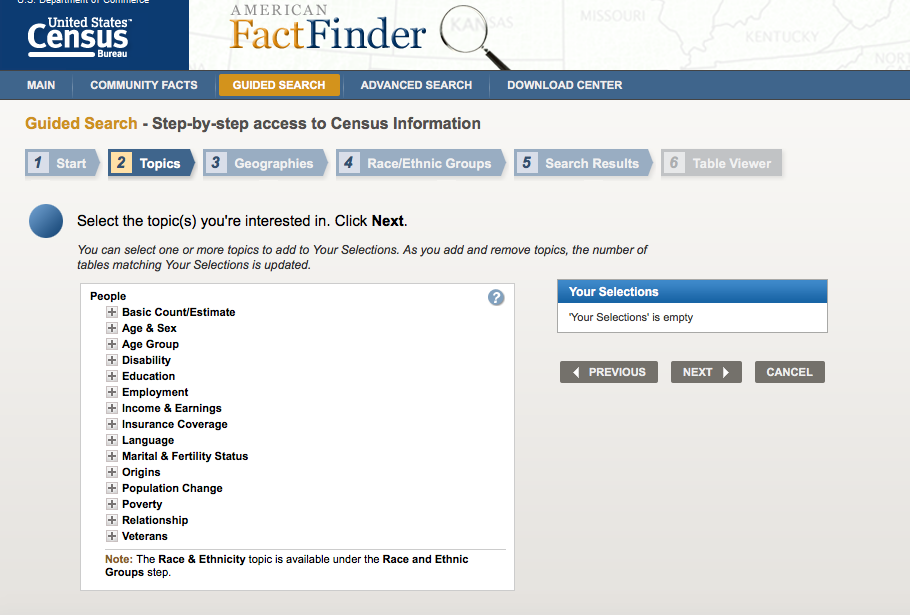 U.S. Department of Commerce
United States™
Census
Bureau
AMERICAN
FactFinder
KANSAS
MISSOURI
KENTUCKY
MAIN COMMUNITY FACTS GUIDED SEARCH ADVANCED SEARCH DOWNLOAD CENTER
Guided Search - Step-by-step access to Census Information
1 Start 2 Topics 3 Geographies 4 Race/Ethnic Groups 5 Search Results 6 Table Viewer
Select the topic(s) you're interested in. Click Next.
You can select one or more topics to add to Your Selections. As you add and remove topics, the number of
tables matching Your Selections is updated.
People ?
Basic Count/Estimate
Age & Sex
Age Group
Disability
Education
Employment
Income & Earnings
Insurance Coverage
Language
Marital & Fertility Status
Origins
Population Change
Poverty
Relationship
Veterans
Note: The Race & Ethnicity topic is available under the Race and Ethnic
Groups step.
Your Selections
'Your Selections' is empty
PREVIOUS NEXT CANCEL